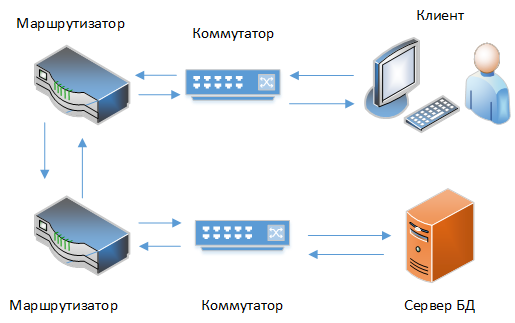 Маршрутизатор
Коммутатор
Клиент
Маршрутизатор
Коммутатор
Сервер БД